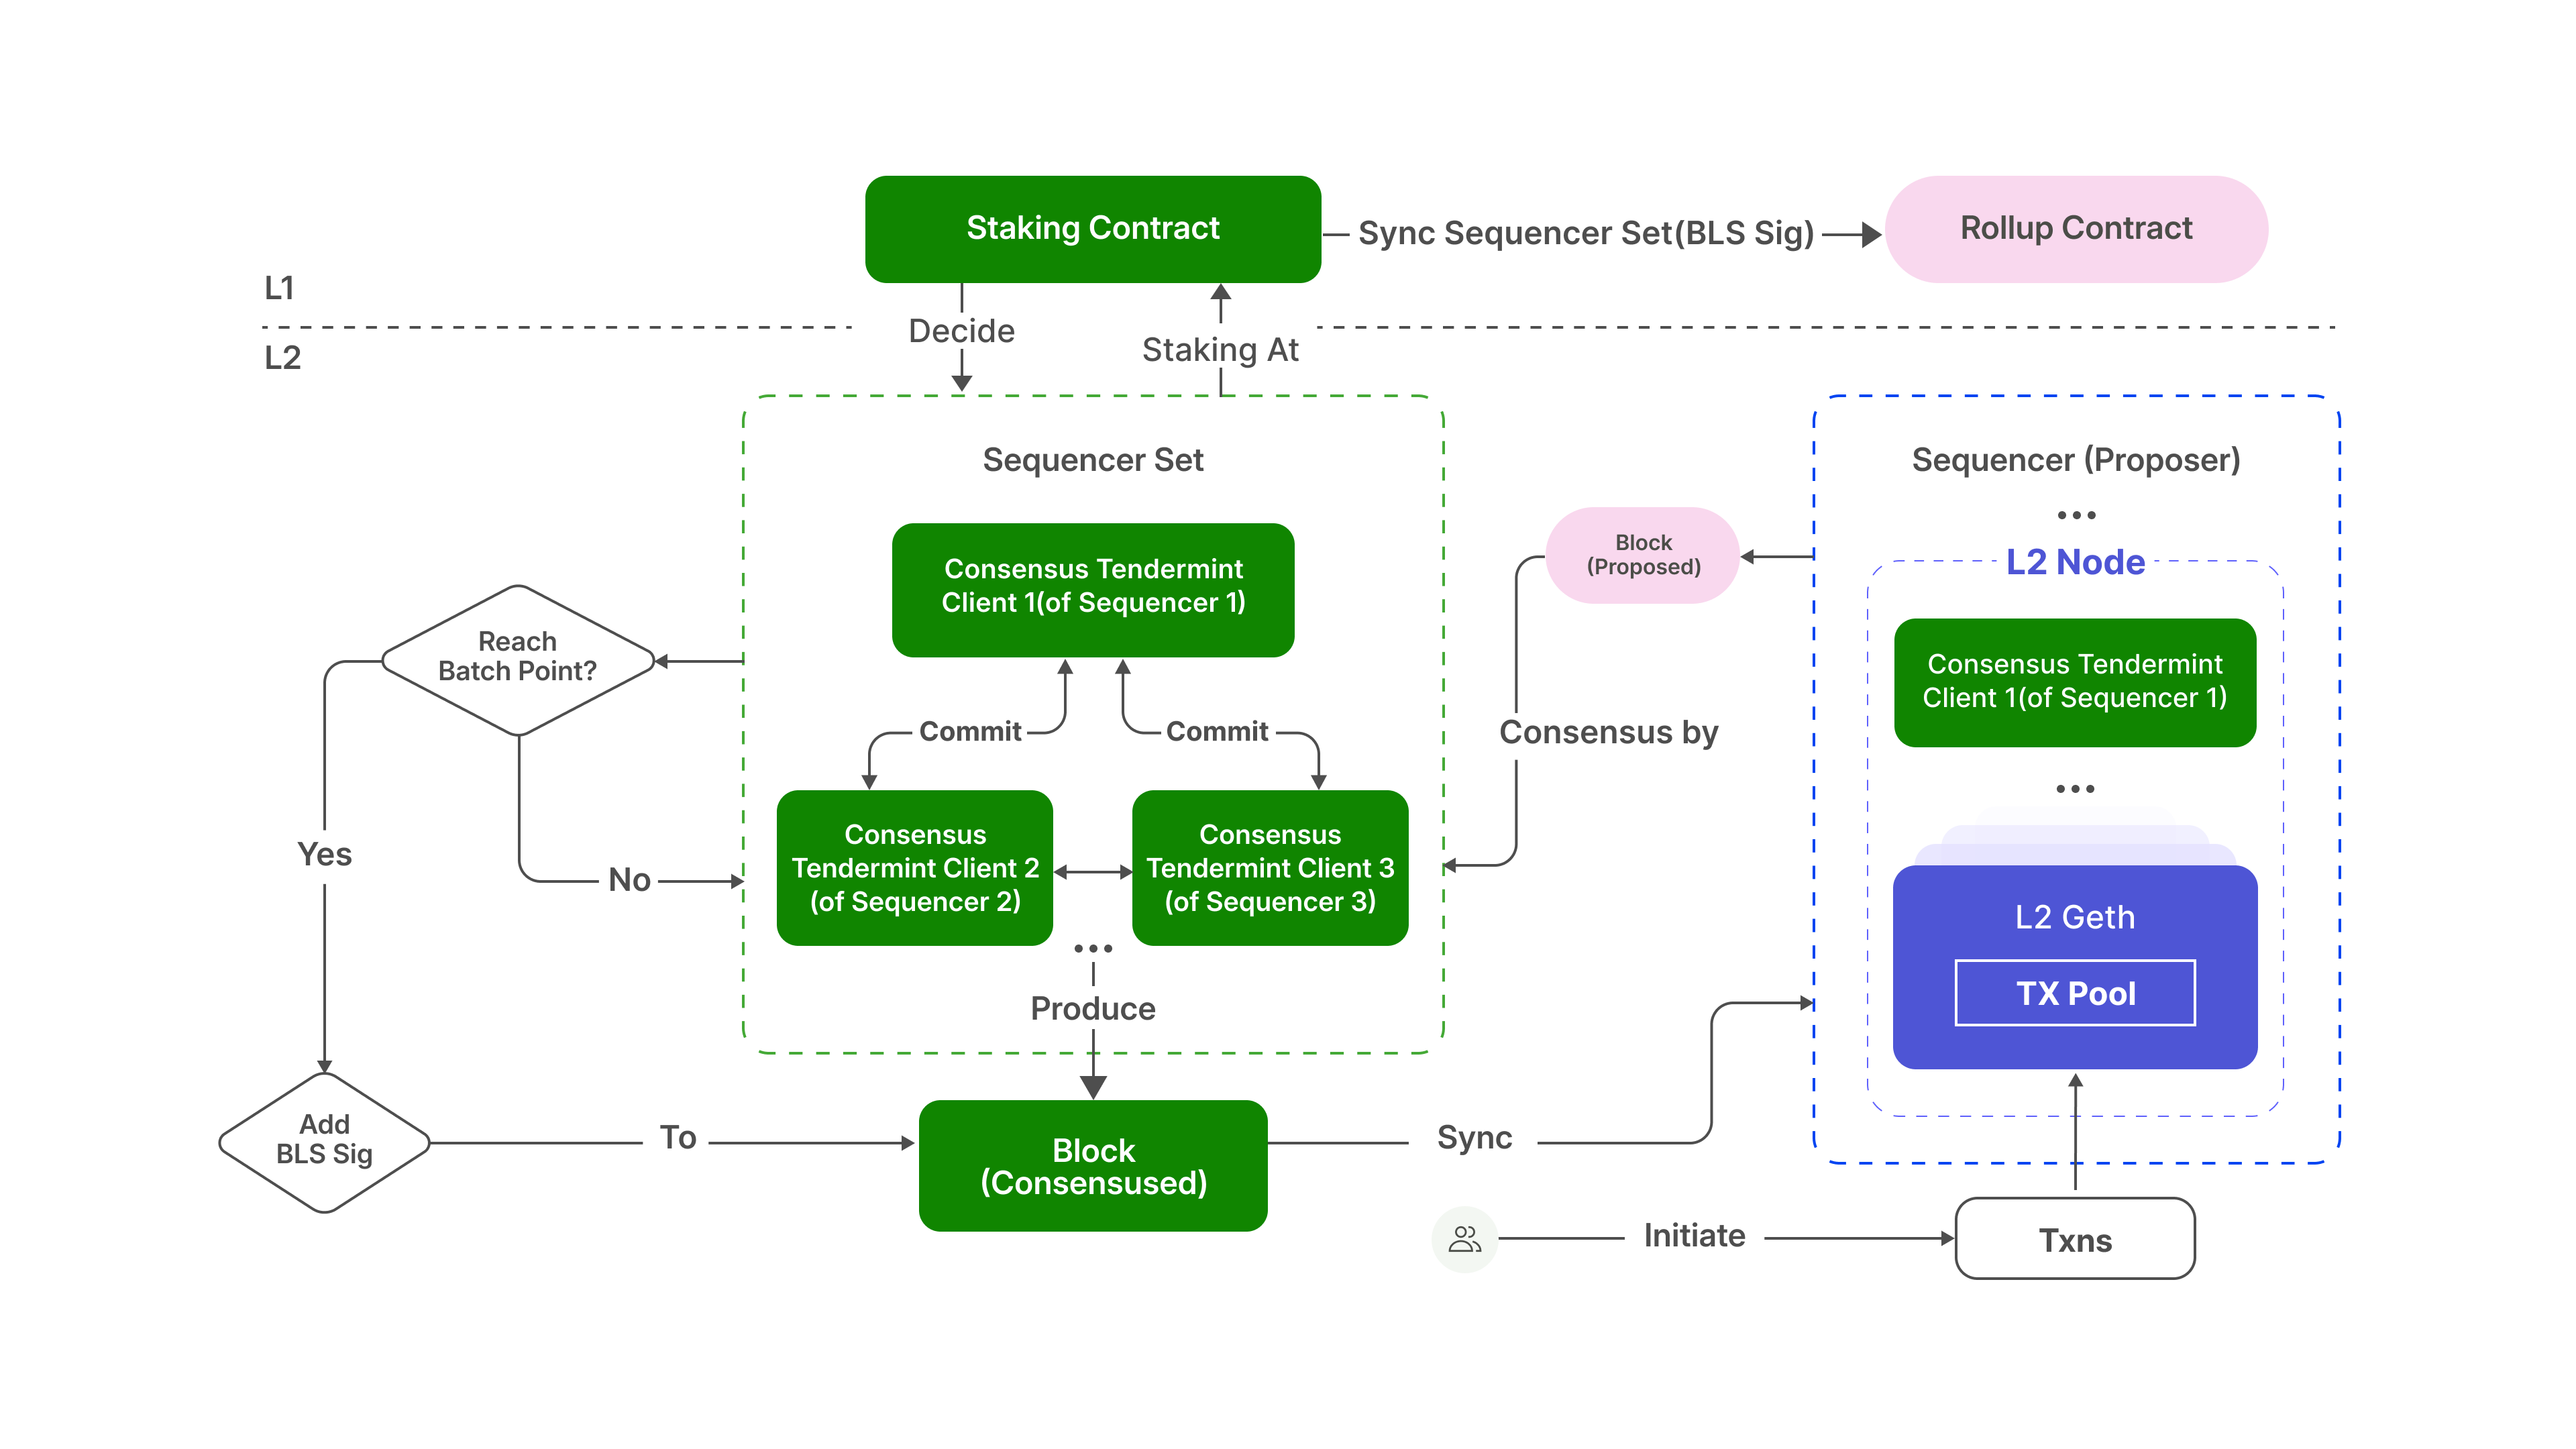 Staking Contract
Sync Sequencer Set(BLS Sig)
Rollup Contract
L1
Decide
Staking At
L2
Sequencer Set
Consensus Tendermint
Client 1(of Sequencer 1)
Commit
Commit
Consensus
Tendermint Client 2
(of Sequencer 2)
Consensus
Tendermint Client 3
(of Sequencer 3)
...
Produce
Reach
Batch Point?
Yes
No
Add
BLS Sig
To
Block
(Consensused)
Sync
Block
(Proposed)
Consensus by
Sequencer (Proposer)
...
L2 Node
Consensus Tendermint
Client 1(of Sequencer 1)
...
L2 Geth
TX Pool
Initiate
Txns